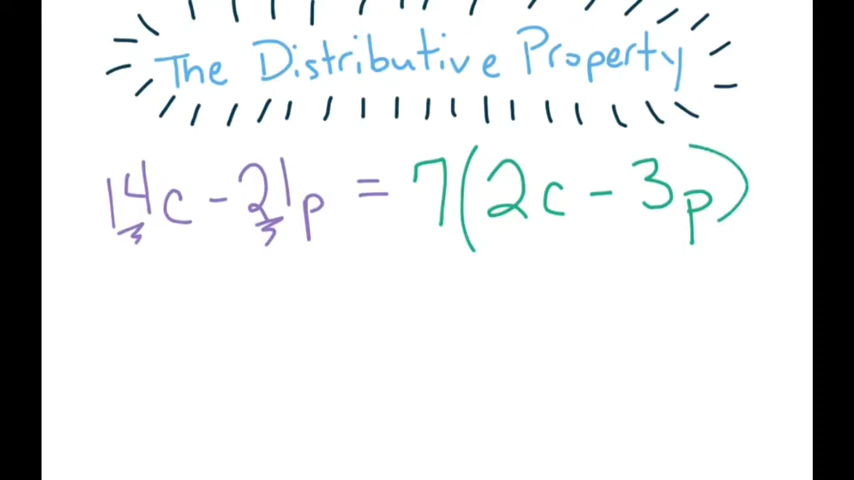 The Distributive Property
14c - 21p = 7(2c - 3p)